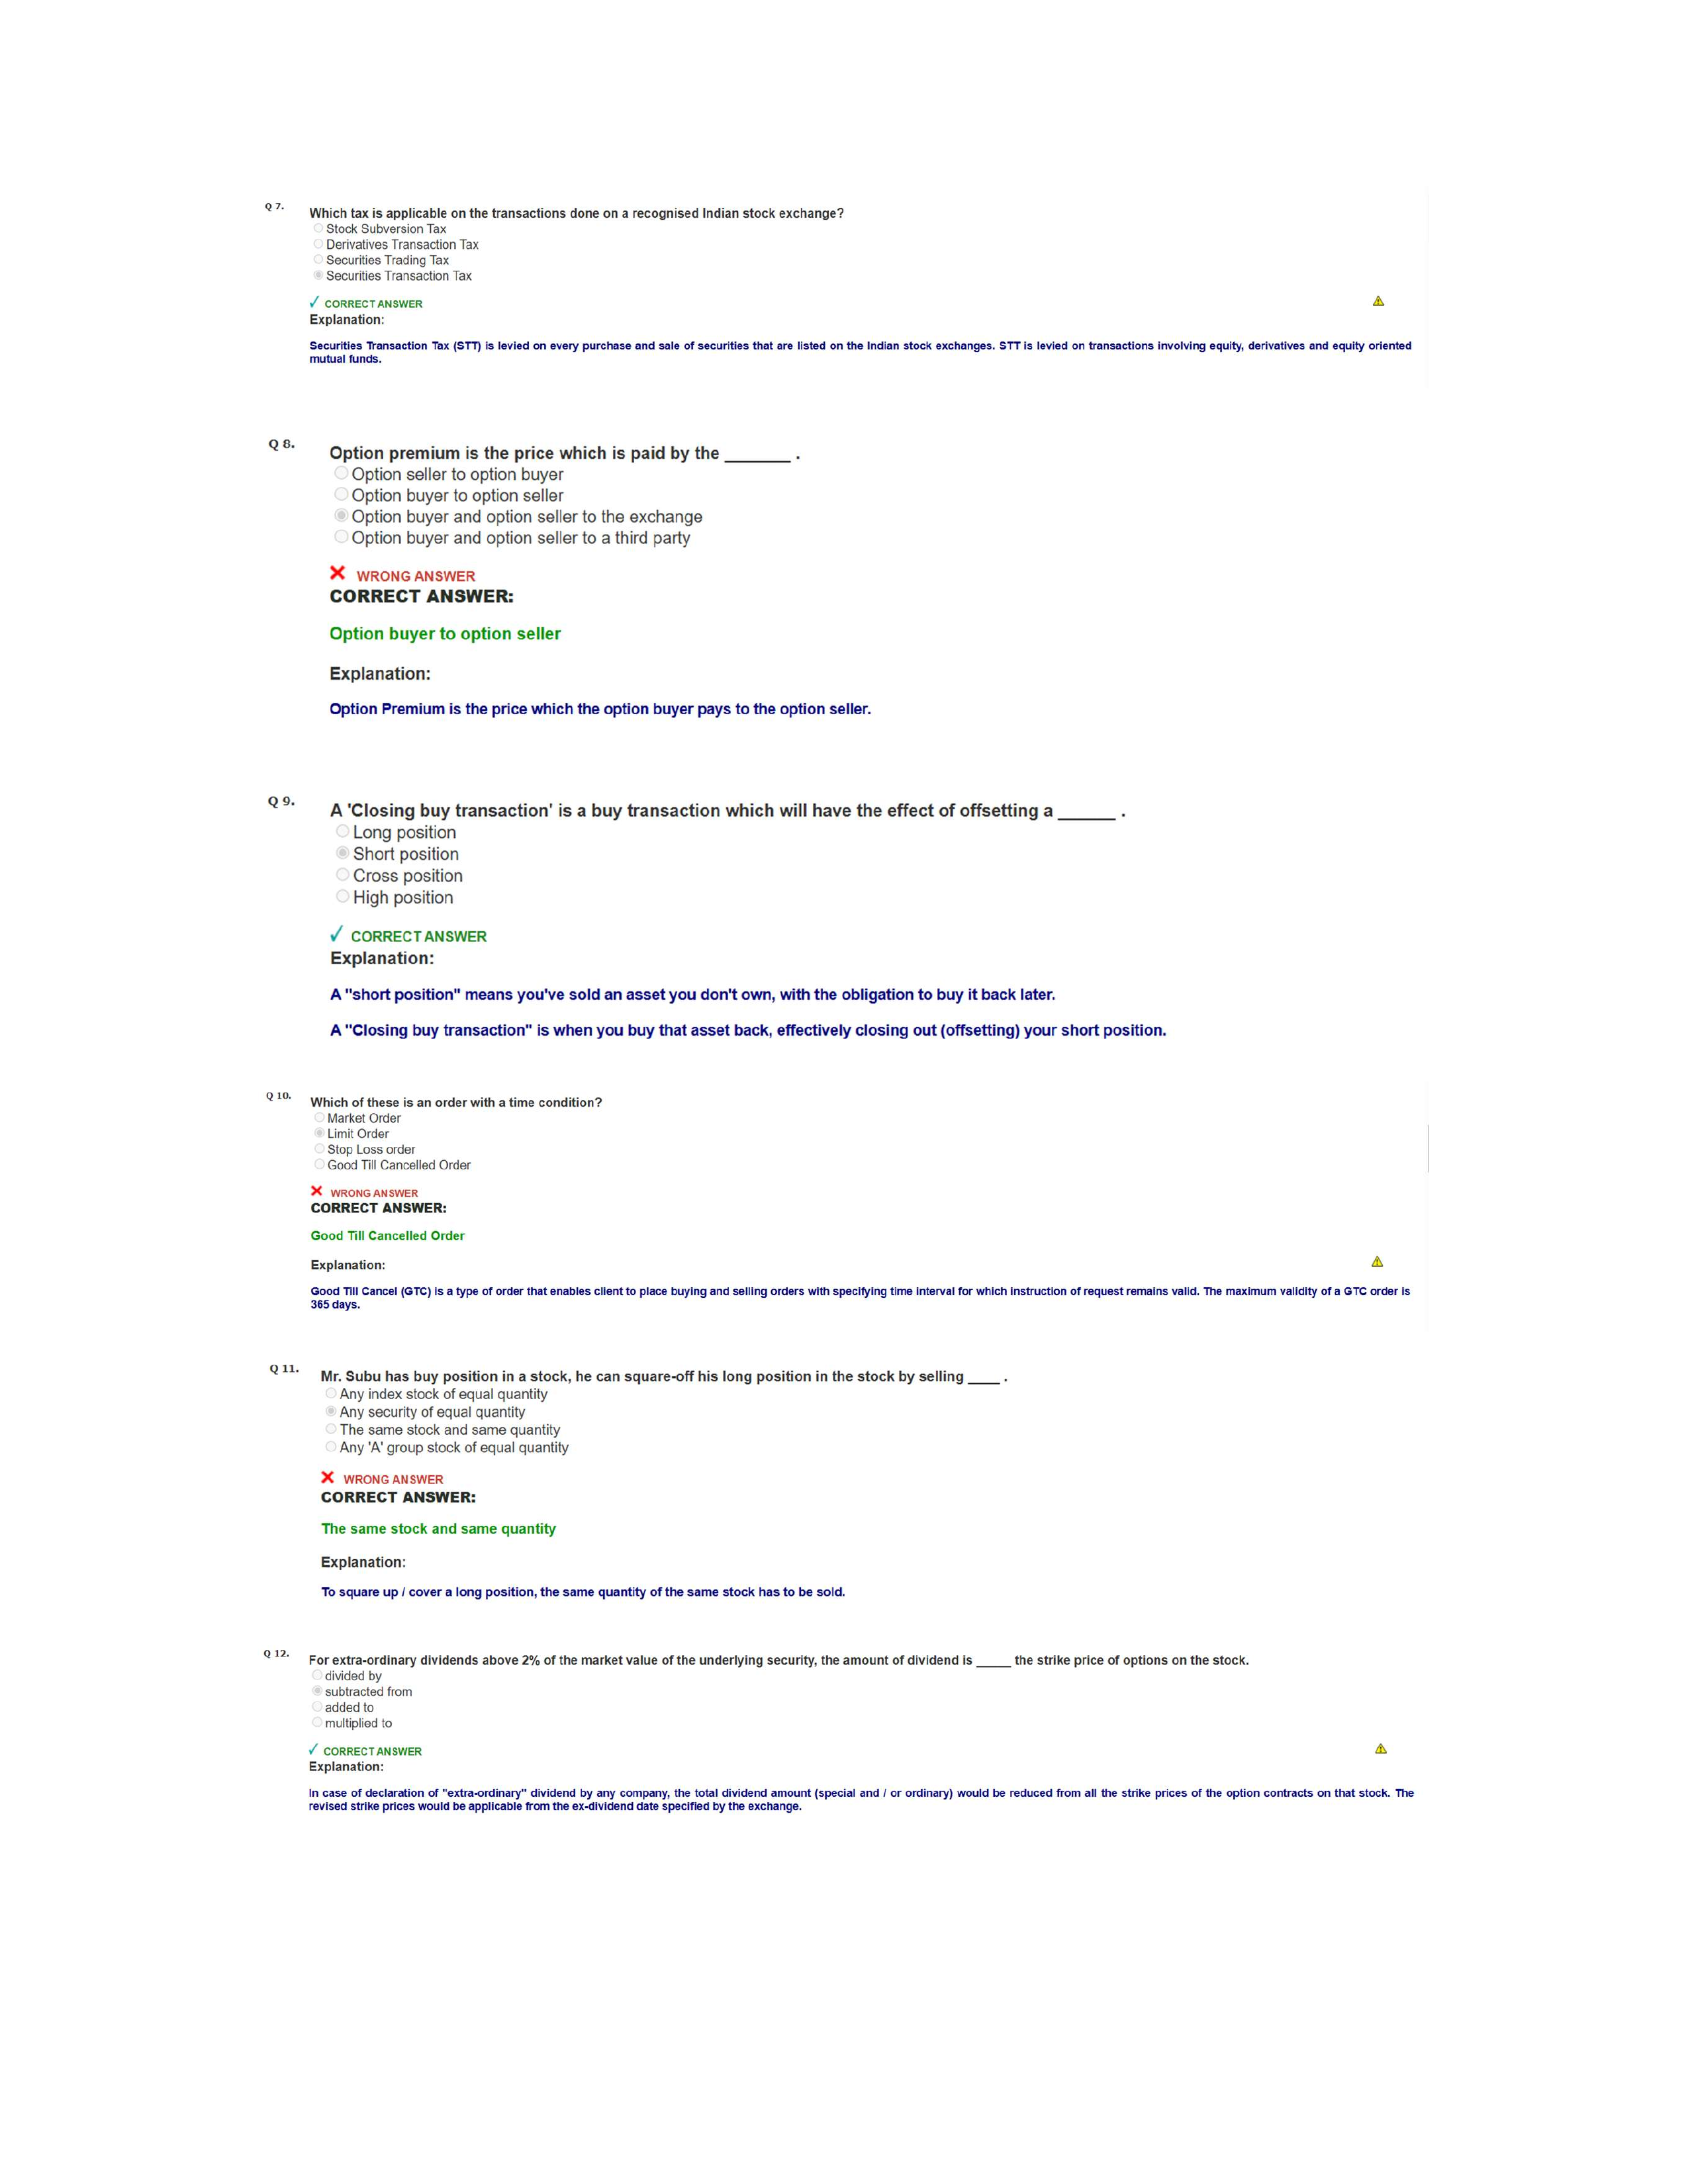 Q 7.
Which tax is applicable on the transactions done on a recognised Indian stock exchange?
Stock Subversion Tax
Derivatives Transaction Tax
Securities Trading Tax
Securities Transaction Tax
CORRECT ANSWER
Explanation:
Securities Transaction Tax (STT) is levied on every purchase and sale of securities that are listed on the Indian stock exchanges. STT is levied on transactions involving equity, derivatives and equity oriented
mutual funds.
Q 8.
Option premium is the price which is paid by the _______ .
Option seller to option buyer
Option buyer to option seller
Option buyer and option seller to the exchange
Option buyer and option seller to a third party
WRONG ANSWER
CORRECT ANSWER:
Option buyer to option seller
Explanation:
Option Premium is the price which the option buyer pays to the option seller.
Q 9.
A 'Closing buy transaction' is a buy transaction which will have the effect of offsetting a ______ .
Long position
Short position
Cross position
High position
CORRECT ANSWER
Explanation:
A "short position" means you've sold an asset you don't own, with the obligation to buy it back later.
A "Closing buy transaction" is when you buy that asset back, effectively closing out (offsetting) your short position.
Q 10.
Which of these is an order with a time condition?
Market Order
Limit Order
Stop Loss order
Good Till Cancelled Order
WRONG ANSWER
CORRECT ANSWER:
Good Till Cancelled Order
Explanation:
Good Till Cancel (GTC) is a type of order that enables client to place buying and selling orders with specifying time interval for which instruction of request remains valid. The maximum validity of a GTC order is
365 days.
Q 11.
Mr. Subu has buy position in a stock, he can square-off his long position in the stock by selling ____ .
Any index stock of equal quantity
Any security of equal quantity
The same stock and same quantity
Any 'A' group stock of equal quantity
WRONG ANSWER
CORRECT ANSWER:
The same stock and same quantity
Explanation:
To square up / cover a long position, the same quantity of the same stock has to be sold.
Q 12.
For extra-ordinary dividends above 2% of the market value of the underlying security, the amount of dividend is _____ the strike price of options on the stock.
divided by
subtracted from
added to
multiplied to
CORRECT ANSWER
Explanation:
In case of declaration of "extra-ordinary" dividend by any company, the total dividend amount (special and / or ordinary) would be reduced from all the strike prices of the option contracts on that stock. The
revised strike prices would be applicable from the ex-dividend date specified by the exchange.